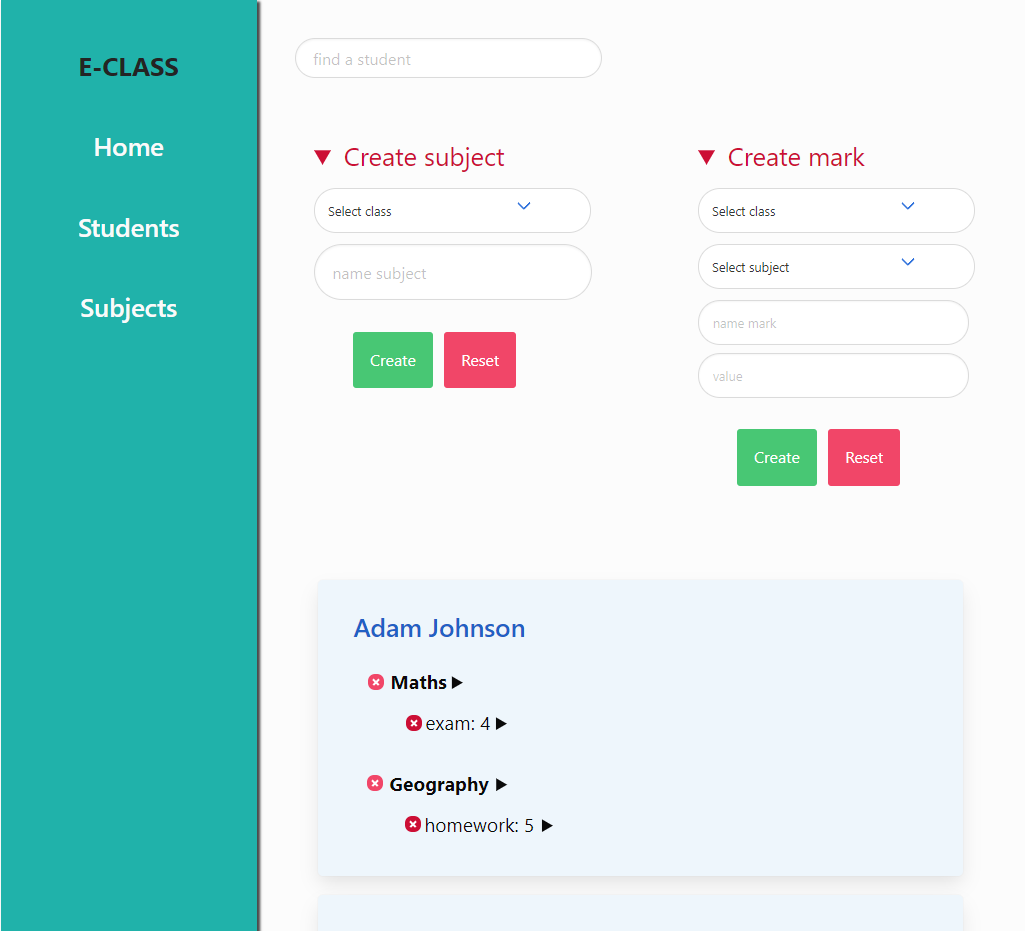 E-CLASS
Home
Students
Subjects
find a student
Create subject
Select class
name subject
Create
Reset
Create mark
Select class
Select subject
name mark
value
Create
Reset
Adam Johnson
Maths
exam: 4
Geography
homework: 5